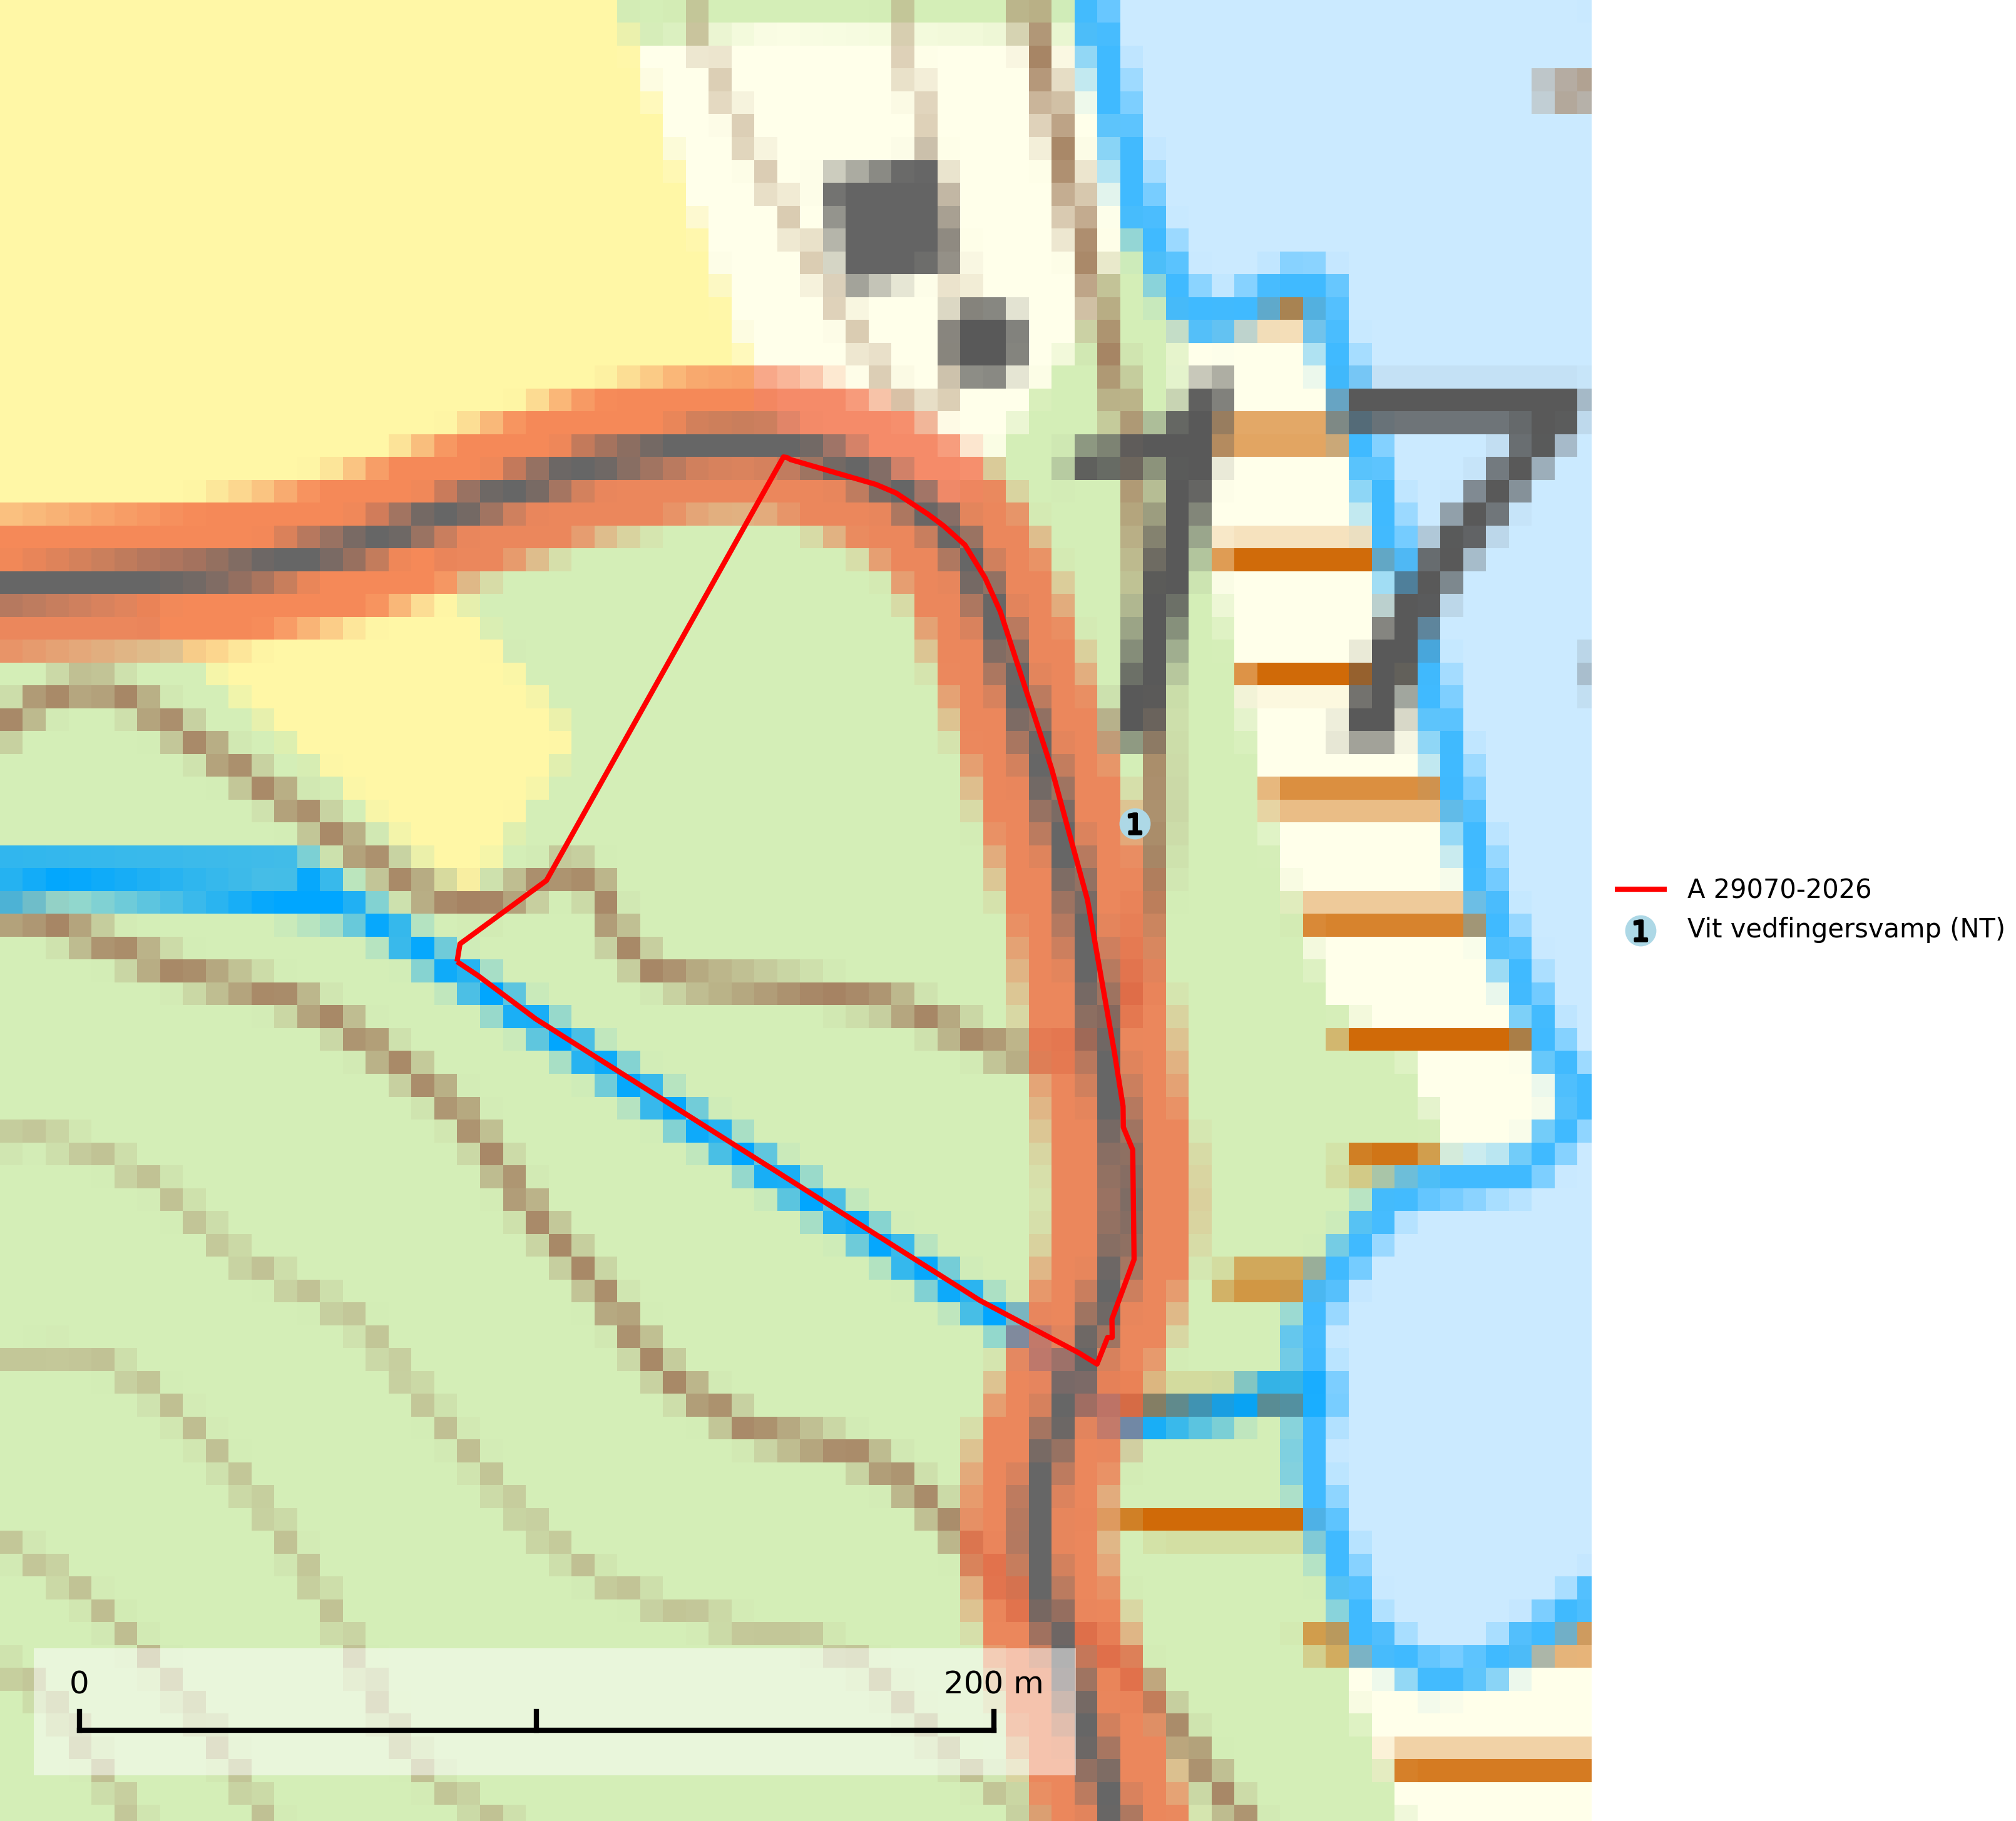 1
A 29070-2026
1 Vit vedfingersvamp (NT)
0 200 m